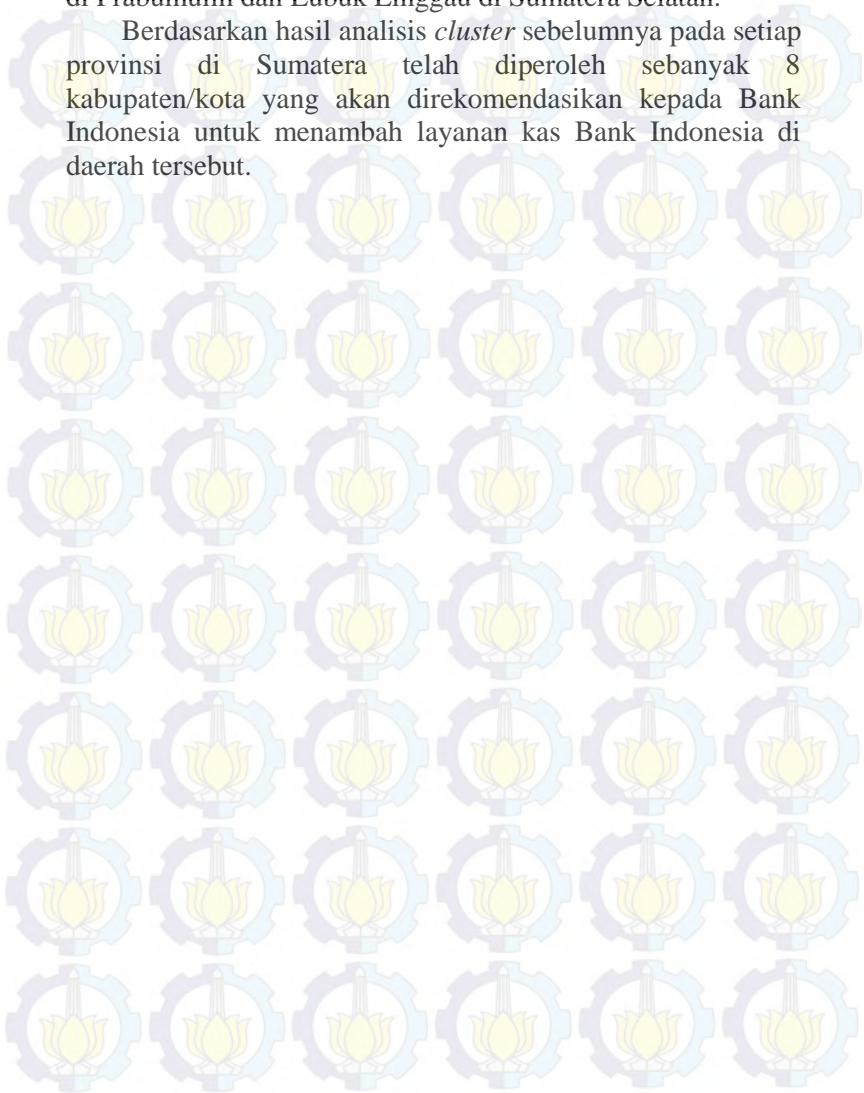 di Prabumulih dan Lubuk Linggau di Sumatera Selatan.
Berdasarkan hasil analisis cluster sebelumnya pada setiap
provinsi di Sumatera telah diperoleh sebanyak 8
kabupaten/kota yang akan direkomendasikan kepada Bank
Indonesia untuk menambah layanan kas Bank Indonesia di
daerah tersebut.